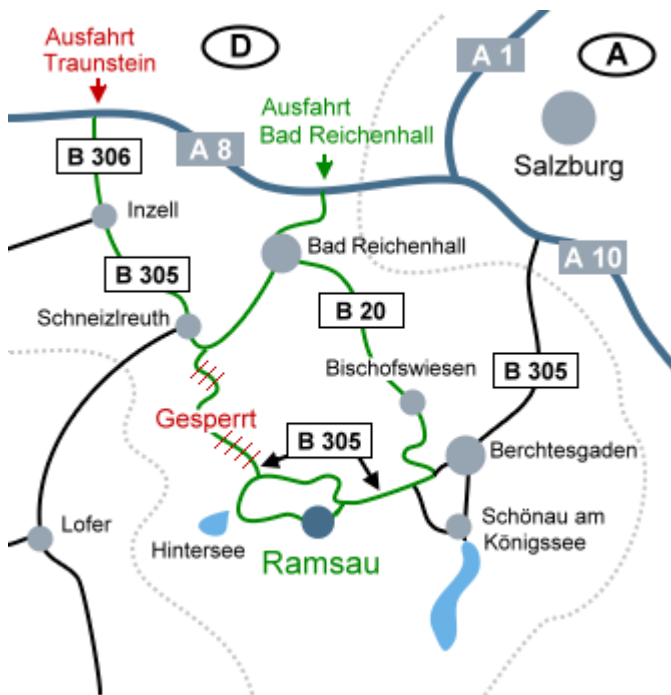 Ausfahrt
Traunstein
D
A 1
A
Ausfahrt
Bad Reichenhall
B 306
A 8
Salzburg
Inzell
Bad Reichenhall
A 10
B 305
Schneizlreuth
B 20
Bischofswiesen
B 305
Gesperrt
B 305
Berchtesgaden
Lofer
Hintersee
Schönau am
Königssee
Ramsau